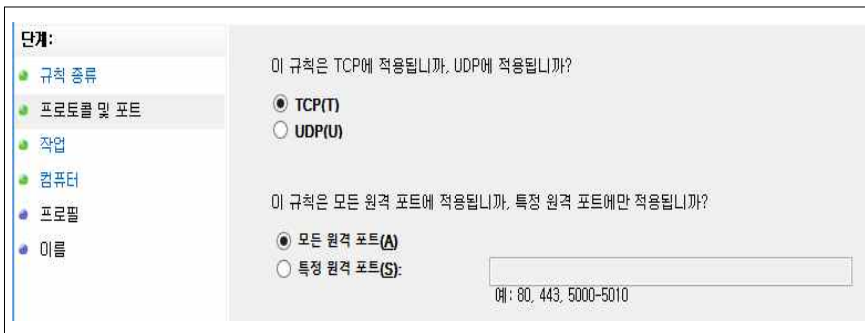 단계:
규칙 종류
프로토콜 및 포트
작업
컴퓨터
프로필
이름
이 규칙은 TCP에 적용됩니까, UDP에 적용됩니까?
TCP(T)
UDP(U)
이 규칙은 모든 원격 포트에 적용됩니까, 특정 원격 포트에만 적용됩니까?
모든 원격 포트(A)
특정 원격 포트(S):
예: 80, 443, 5000-5010